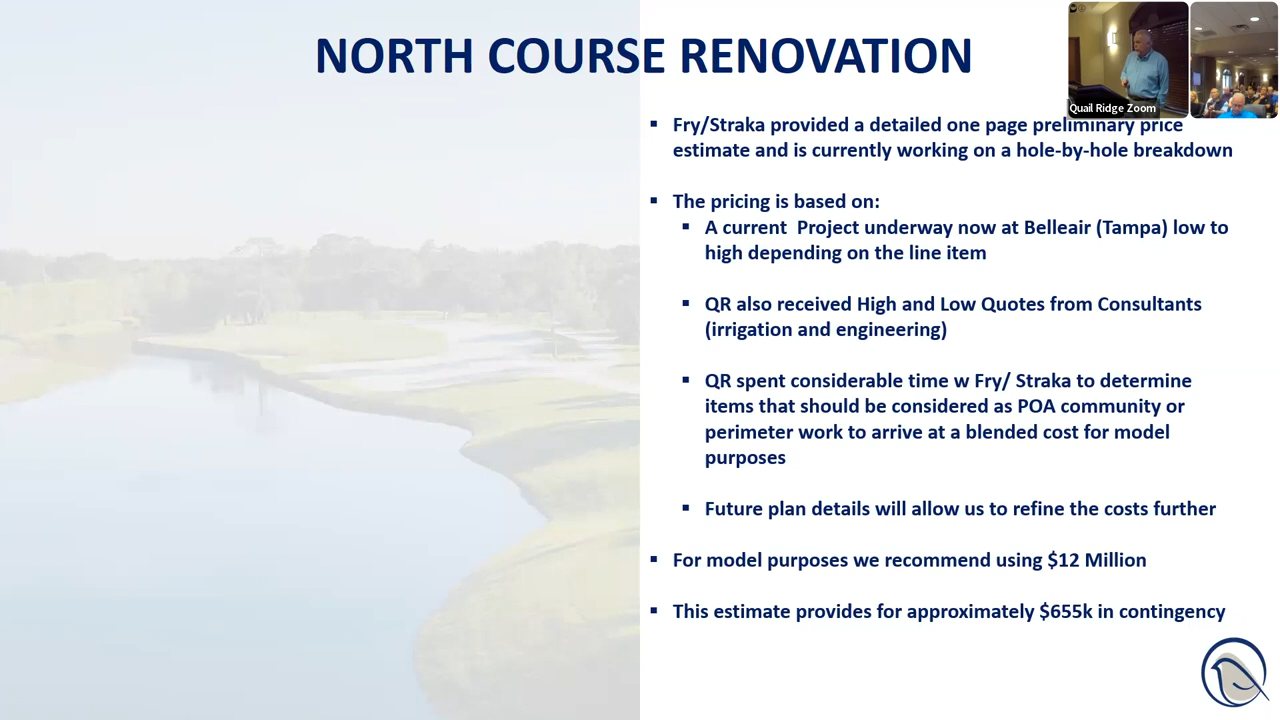 NORTH COURSE RENOVATION
Quail Ridge Zoom
▪ Fry/Straka provided a detailed one page preliminary price
estimate and is currently working on a hole-by-hole breakdown
▪ The pricing is based on:
▪ A current Project underway now at Belleair (Tampa) low to
high depending on the line item
▪ QR also received High and Low Quotes from Consultants
(irrigation and engineering)
▪ QR spent considerable time w Fry/ Straka to determine
items that should be considered as POA community or
perimeter work to arrive at a blended cost for model
purposes
▪ Future plan details will allow us to refine the costs further
▪ For model purposes we recommend using $12 Million
▪ This estimate provides for approximately $655k in contingency